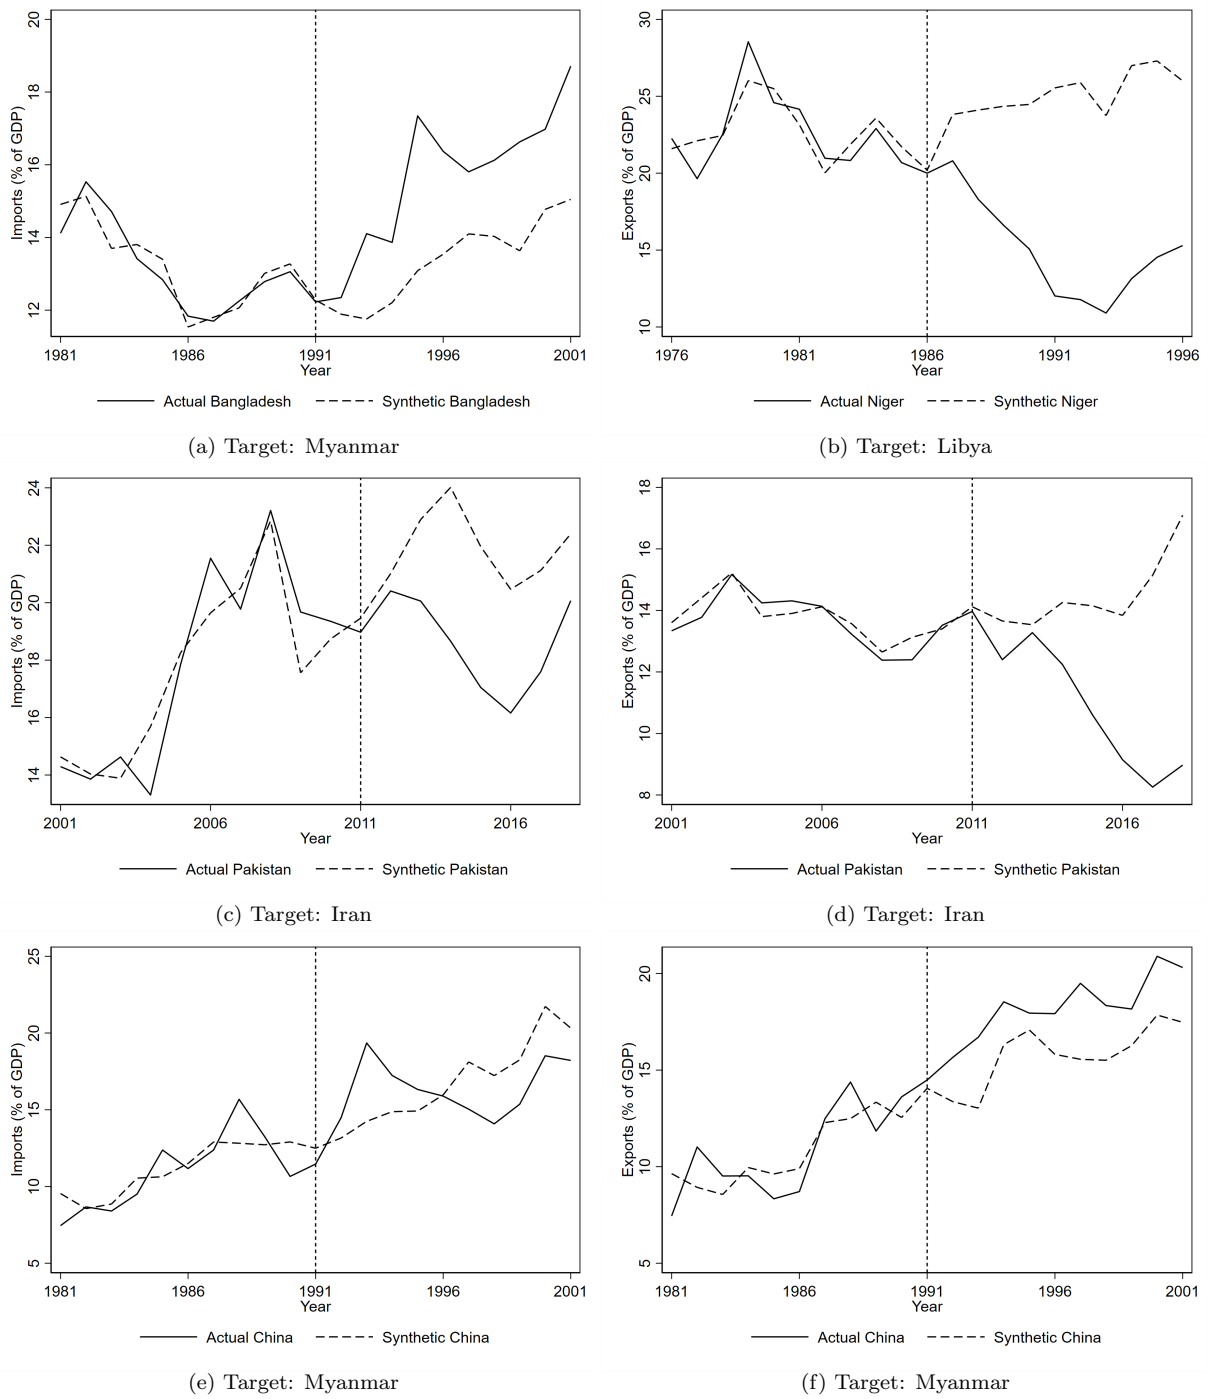 Imports (% of GDP)
20
18
16
14
12
1981 1986 1991 1996 2001
Year
Actual Bangladesh Synthetic Bangladesh
(a) Target: Myanmar
Exports (% of GDP)
30
25
20
15
10
1976 1981 1986 1991 1996
Year
Actual Niger Synthetic Niger
(b) Target: Libya
Imports (% of GDP)
24
22
20
18
16
14
2001 2006 2011 2016
Year
Actual Pakistan Synthetic Pakistan
(c) Target: Iran
Exports (% of GDP)
18
16
14
12
10
8
2001 2006 2011 2016
Year
Actual Pakistan Synthetic Pakistan
(d) Target: Iran
Imports (% of GDP)
25
20
15
10
5
1981 1986 1991 1996 2001
Year
Actual China Synthetic China
(e) Target: Myanmar
Exports (% of GDP)
20
15
10
5
1981 1986 1991 1996 2001
Year
Actual China Synthetic China
(f) Target: Myanmar